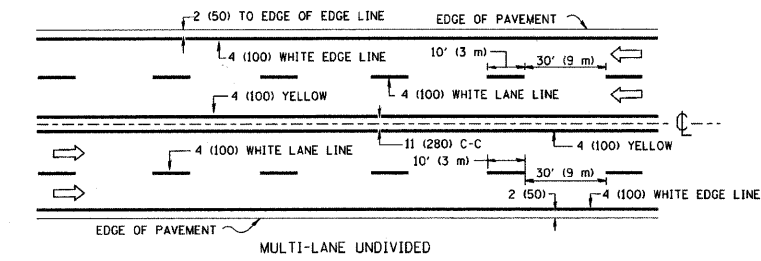 2 (50) TO EDGE OF EDGE LINE
EDGE OF PAVEMENT
4 (100) WHITE EDGE LINE
10' (3 m)
30' (9 m)
4 (100) YELLOW
4 (100) WHITE LANE LINE
℄
4 (100) WHITE LANE LINE
11 (280) C-C
4 (100) YELLOW
10' (3 m)
30' (9 m)
2 (50)
4 (100) WHITE EDGE LINE
EDGE OF PAVEMENT
MULTI-LANE UNDIVIDED